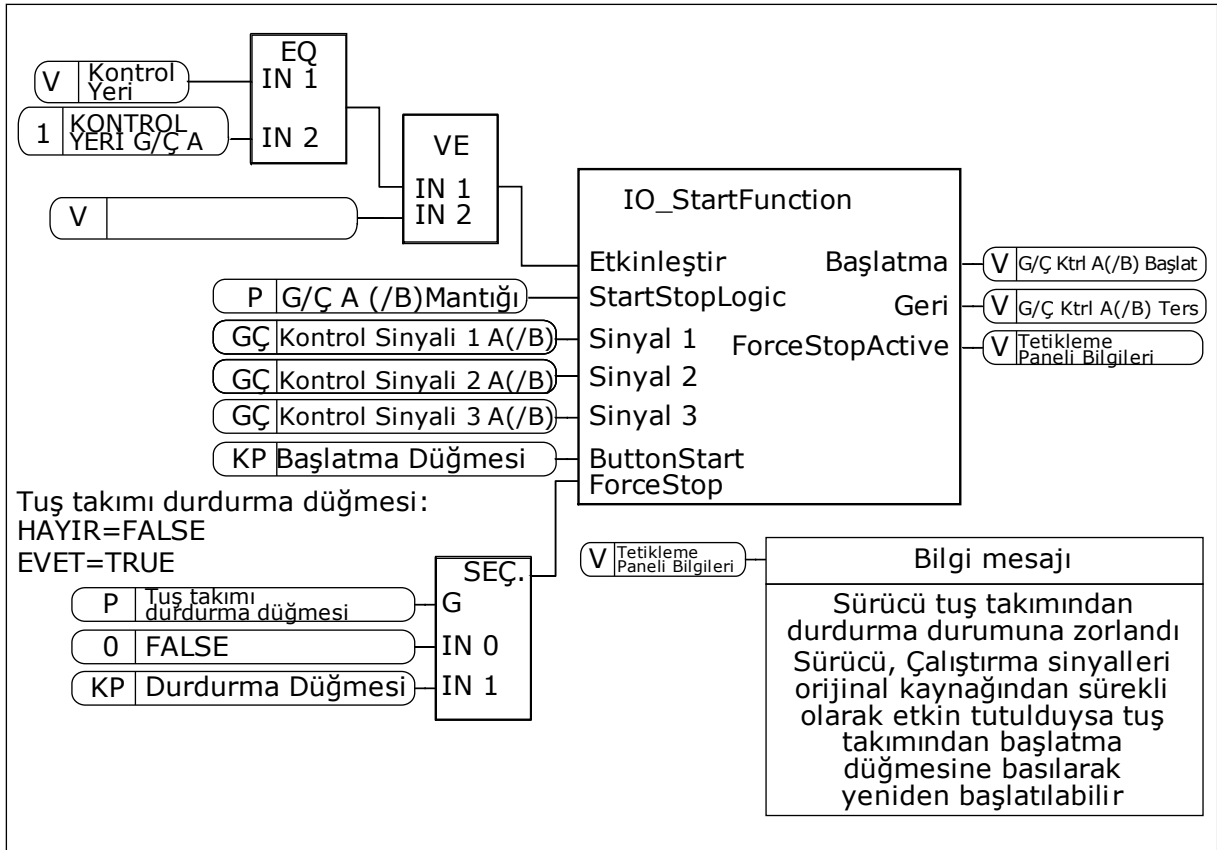 EQ
V Kontrol
Yeri
IN 1
1 KONTROL
YERİ G/Ç A
IN 2
VE
IN 1
IN 2
V
IO_StartFunction
Etkinleştir
StartStopLogic
Sinyal 1
Sinyal 2
Sinyal 3
ButtonStart
ForceStop
Başlatma
Geri
ForceStopActive
V G/Ç Ktrl A(/B) Başlat
V G/Ç Ktrl A(/B) Ters
V Tetikleme
Paneli Bilgileri
P G/Ç A (/B)Mantığı
GÇ Kontrol Sinyali 1 A(/B)
GÇ Kontrol Sinyali 2 A(/B)
GÇ Kontrol Sinyali 3 A(/B)
KP Başlatma Düğmesi
Tuş takımı durdurma düğmesi:
HAYIR=FALSE
EVET=TRUE
SEÇ.
G
IN 0
IN 1
P Tuş takımı
durdurma düğmesi
0 FALSE
KP Durdurma Düğmesi
V Tetikleme
Paneli Bilgileri
Bilgi mesajı
Sürücü tuş takımından
durdurma durumuna zorlandı
Sürücü, Çalıştırma sinyalleri
orijinal kaynağından sürekli
olarak etkin tutulduysa tuş
takımından başlatma
düğmesine basılarak
yeniden başlatılabilir